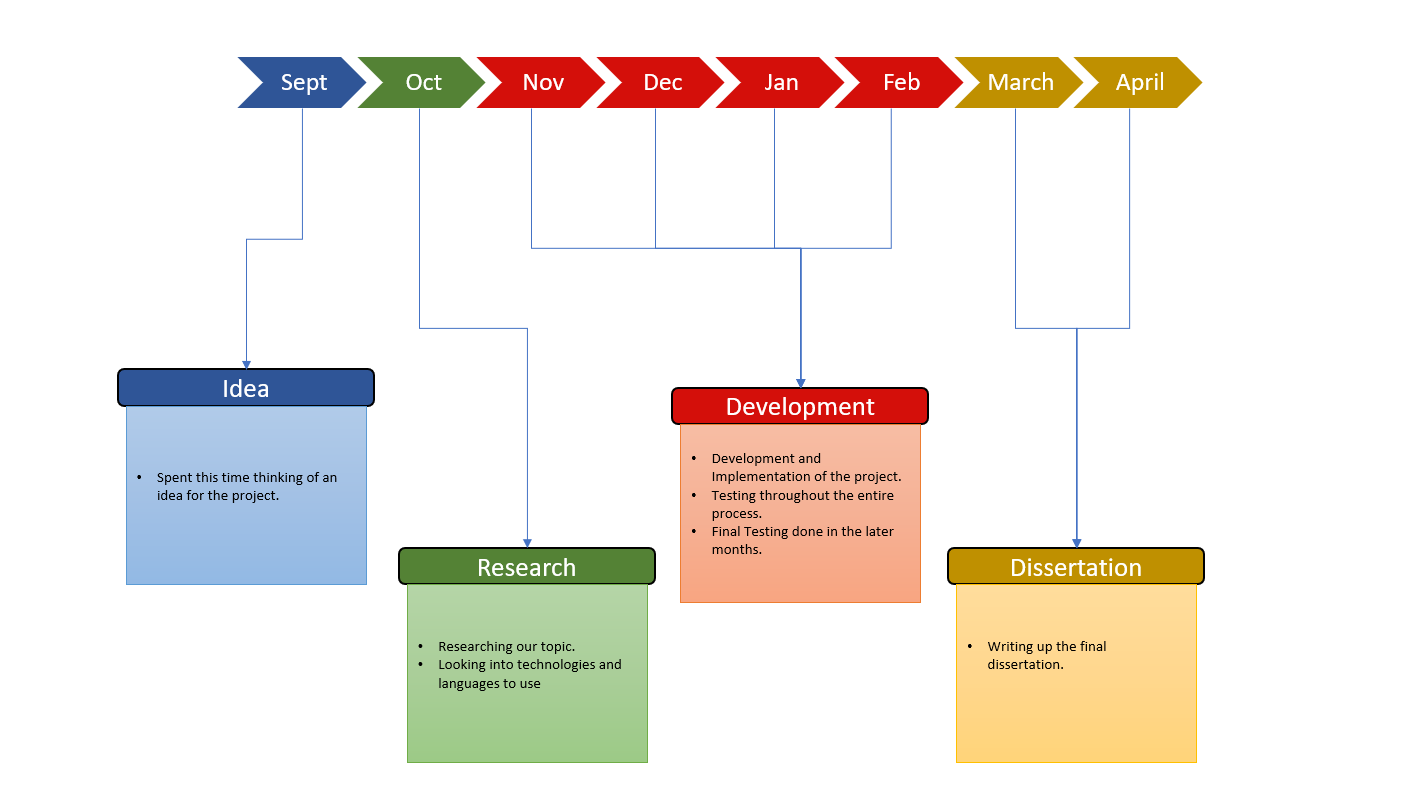 Sept
Oct
Nov
Dec
Jan
Feb
March
April
Idea
• Spent this time thinking of an
idea for the project.
Research
• Researching our topic.
• Looking into technologies and
languages to use
Development
• Development and
Implementation of the project.
• Testing throughout the entire
process.
• Final Testing done in the later
months.
Dissertation
• Writing up the final
dissertation.